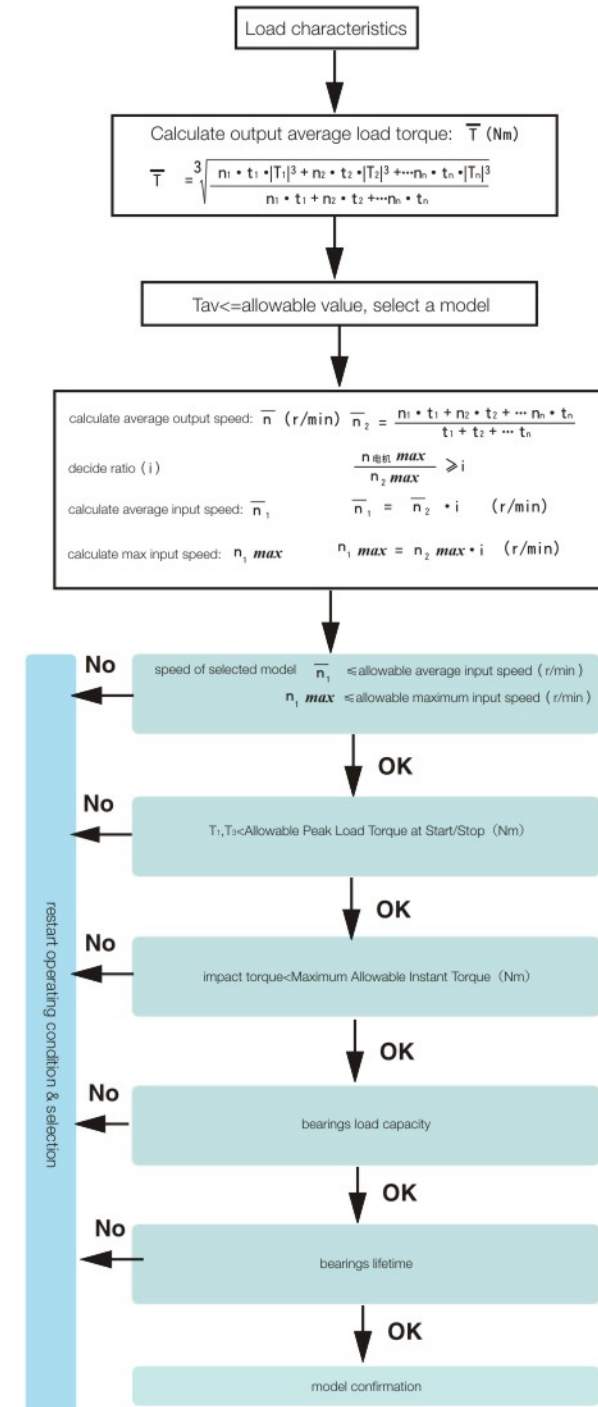 Load characteristics
Calculate output average load torque: T̅ (Nm)
T̅ = ∛((n₁・t₁・|T₁|³ + n₂・t₂・|T₂|³ +···nₙ・tₙ・|Tₙ|³) / (n₁・t₁ + n₂・t₂ +···nₙ・tₙ))
Tav<=allowable value, select a model
calculate average output speed: n̅ (r/min) n̅₂ = (n₁・t₁ + n₂・t₂ + ··· nₙ・tₙ) / (t₁ + t₂ + ··· tₙ)
decide ratio (i) n电机 max / n₂ max ≥ i
calculate average input speed: n̅₁ n̅₁ = n̅₂ ・i (r/min)
calculate max input speed: n₁ max n₁ max = n₂ max・i (r/min)
No
speed of selected model n̅₁ ≤allowable average input speed (r/min)
n₁ max ≤allowable maximum input speed (r/min)
OK
No
T₁,T₃<Allowable Peak Load Torque at Start/Stop (Nm)
OK
No
impact torque<Maximum Allowable Instant Torque (Nm)
OK
No
bearings load capacity
OK
No
bearings lifetime
OK
model confirmation
restart operating condition & selection